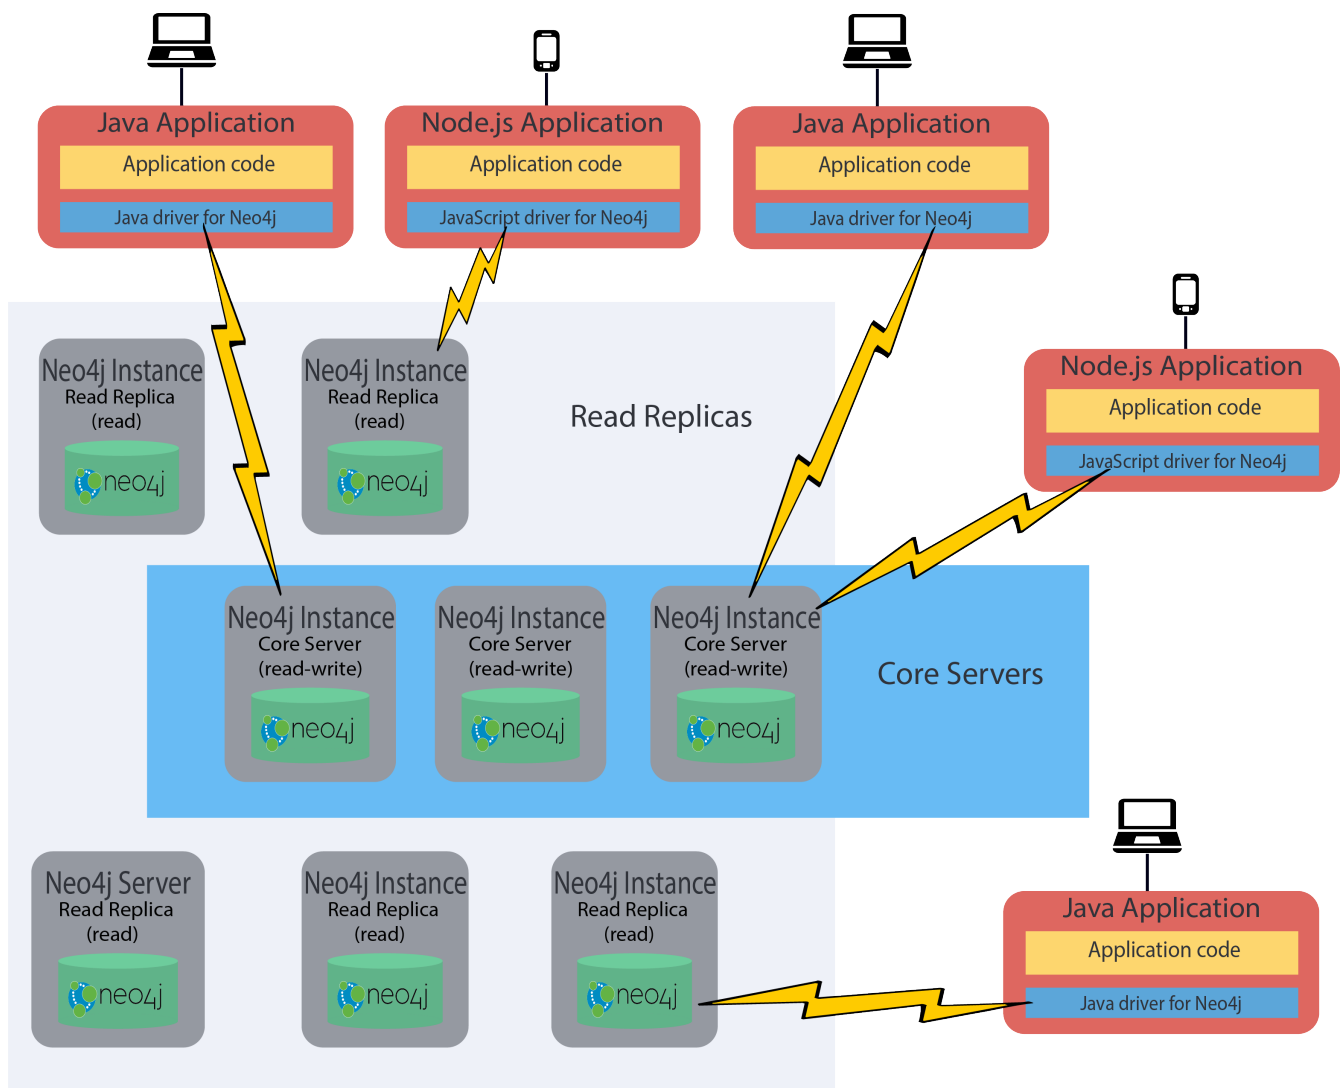 Java Application
Application code
Java driver for Neo4j
Node.js Application
Application code
JavaScript driver for Neo4j
Java Application
Application code
Java driver for Neo4j
Neo4j Instance
Read Replica
(read)
neo4j
Neo4j Instance
Read Replica
(read)
neo4j
Read Replicas
Node.js Application
Application code
JavaScript driver for Neo4j
Neo4j Instance
Core Server
(read-write)
neo4j
Neo4j Instance
Core Server
(read-write)
neo4j
Neo4j Instance
Core Server
(read-write)
neo4j
Core Servers
Neo4j Server
Read Replica
(read)
neo4j
Neo4j Instance
Read Replica
(read)
neo4j
Neo4j Instance
Read Replica
(read)
neo4j
Java Application
Application code
Java driver for Neo4j